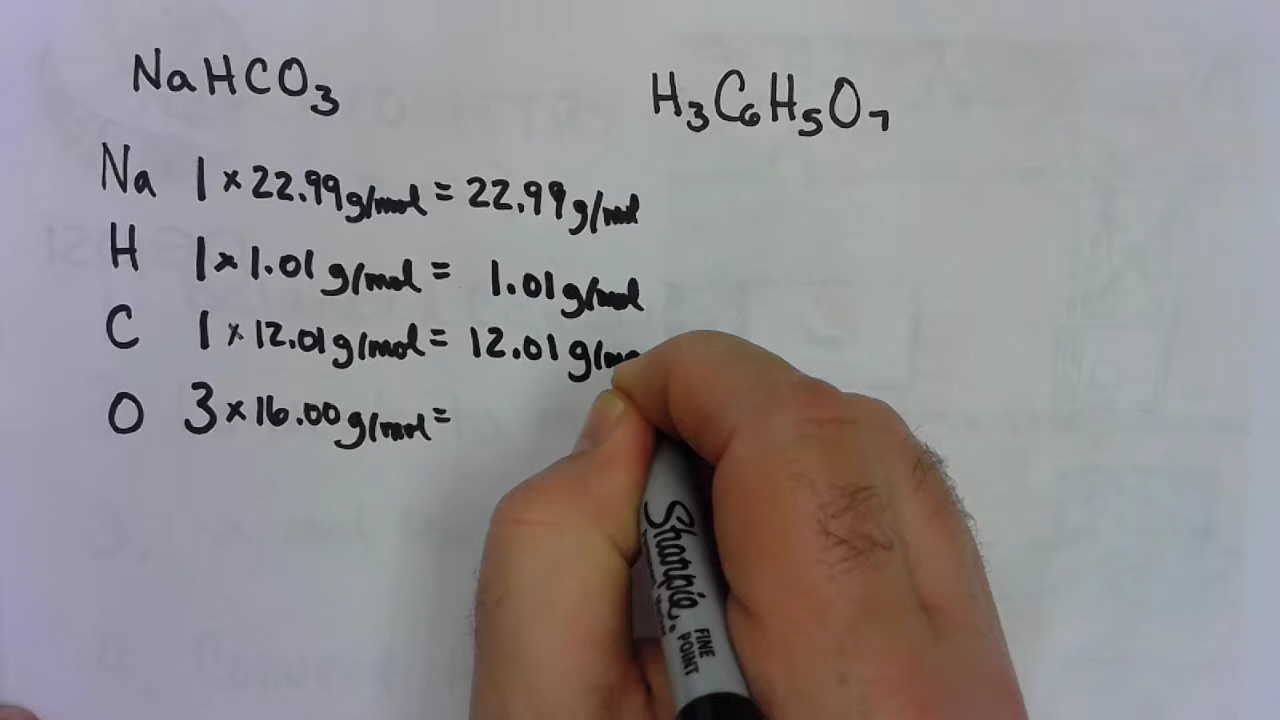 NaHCO₃
H₃C₆H₅O₇
Na 1 × 22.99 g/mol = 22.99 g/mol
H 1 × 1.01 g/mol = 1.01 g/mol
C 1 × 12.01 g/mol = 12.01 g/mo
O 3 × 16.00 g/mol =
Sharpie.
FINE
POINT